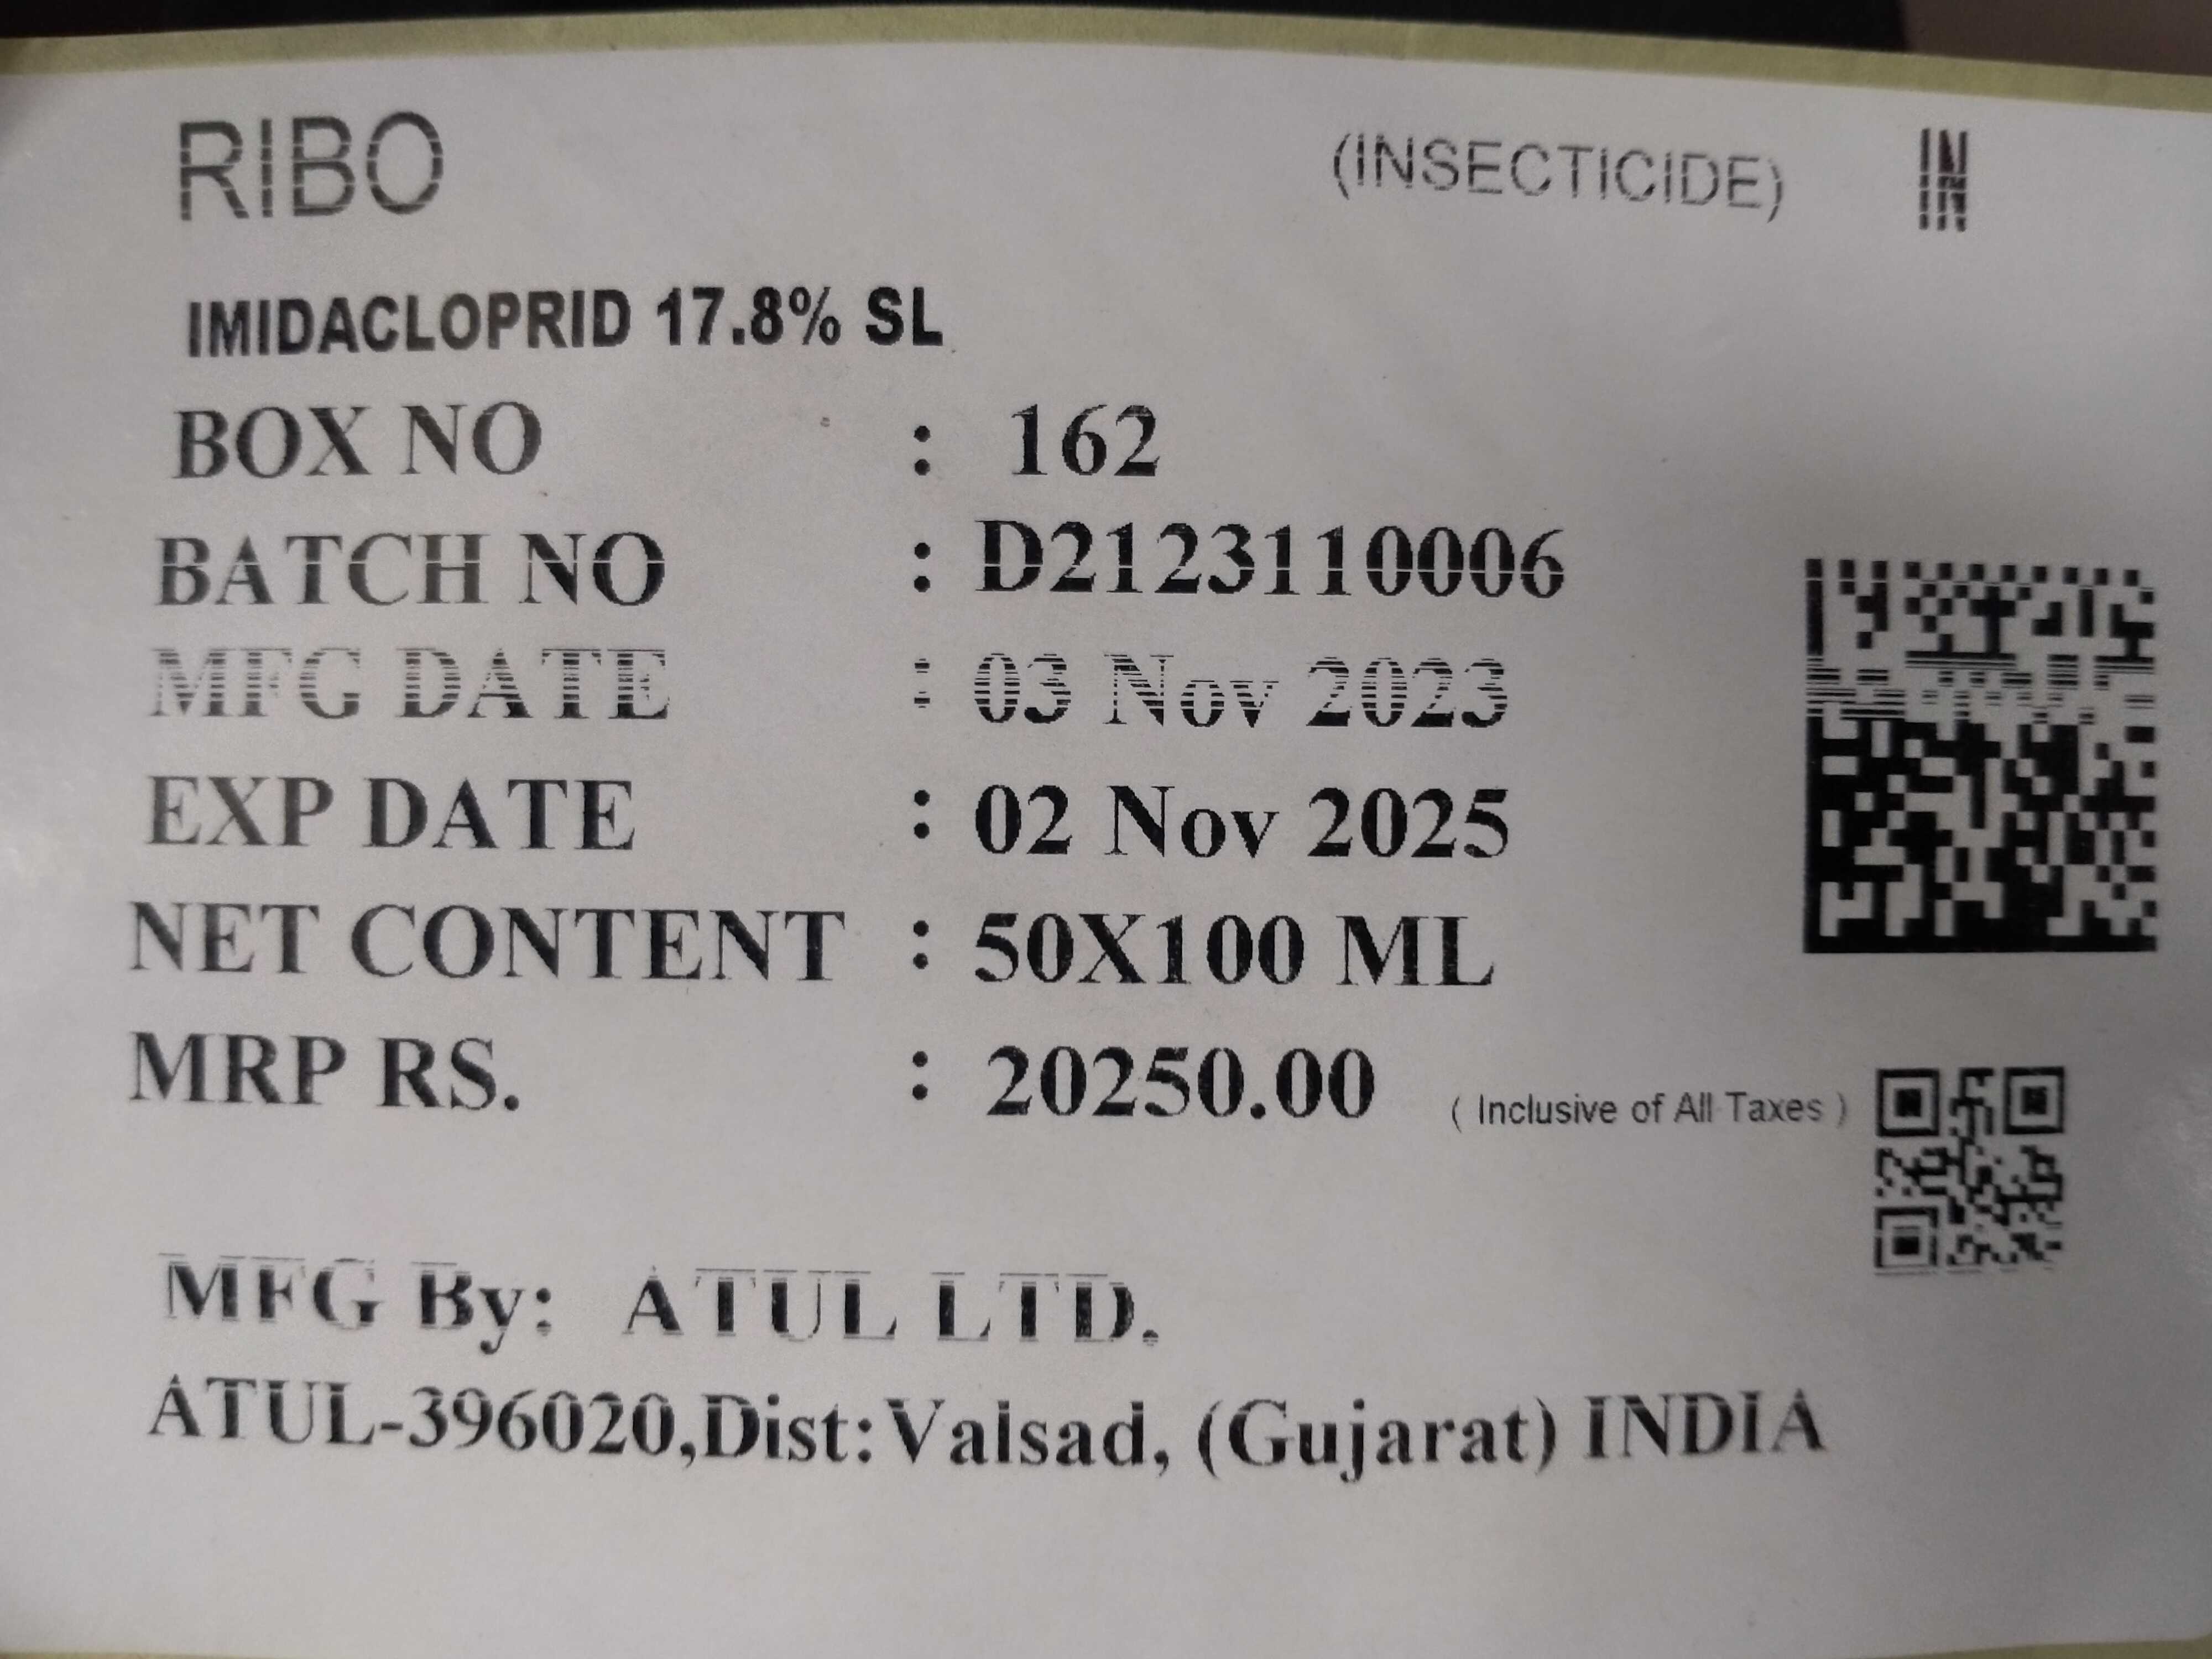 RIBO (INSECTICIDE) IN
IMIDACLOPRID 17.8% SL
BOX NO : 162
BATCH NO : D2123110006
MFG DATE : 03 Nov 2023
EXP DATE : 02 Nov 2025
NET CONTENT : 50X100 ML
MRP RS. : 20250.00 ( Inclusive of All Taxes )
MFG By: ATUL LTD.
ATUL-396020,Dist:Valsad, (Gujarat) INDIA